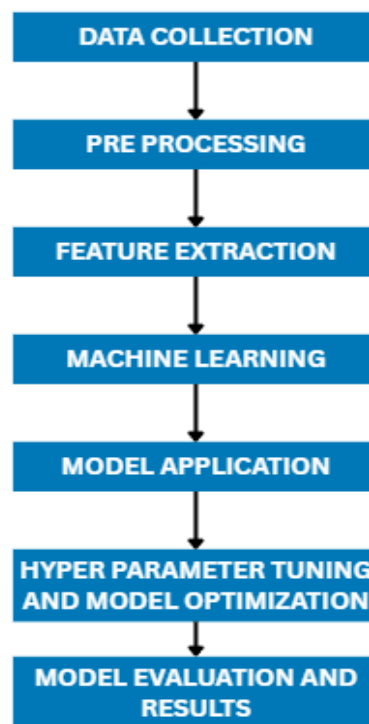 DATA COLLECTION
PRE PROCESSING
FEATURE EXTRACTION
MACHINE LEARNING
MODEL APPLICATION
HYPER PARAMETER TUNING
AND MODEL OPTIMIZATION
MODEL EVALUATION AND
RESULTS